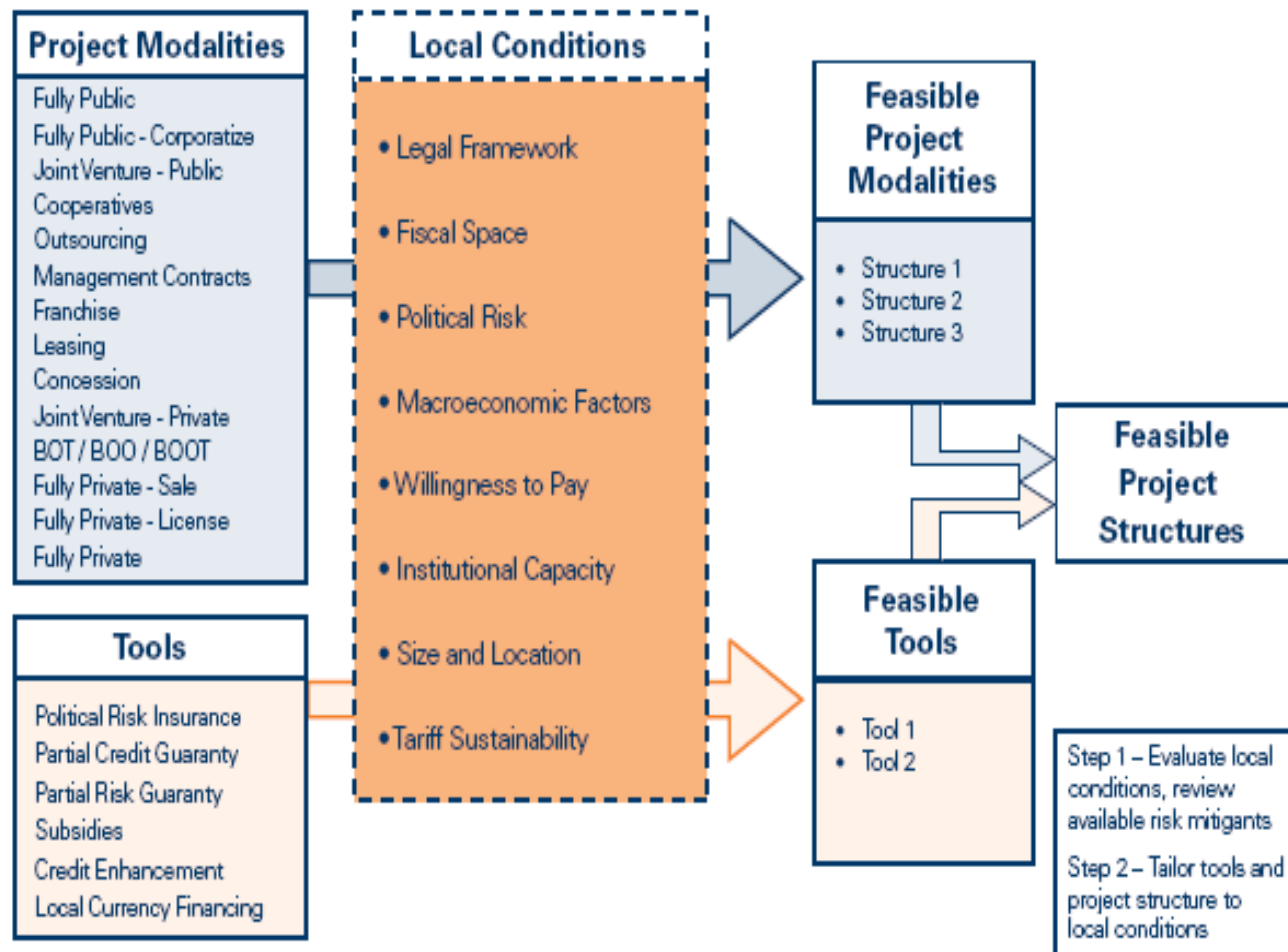 Project Modalities
Fully Public
Fully Public - Corporatize
Joint Venture - Public
Cooperatives
Outsourcing
Management Contracts
Franchise
Leasing
Concession
Joint Venture - Private
BOT / BOO / BOOT
Fully Private - Sale
Fully Private - License
Fully Private
Tools
Political Risk Insurance
Partial Credit Guaranty
Partial Risk Guaranty
Subsidies
Credit Enhancement
Local Currency Financing
Local Conditions
• Legal Framework
• Fiscal Space
• Political Risk
• Macroeconomic Factors
• Willingness to Pay
• Institutional Capacity
• Size and Location
• Tariff Sustainability
Feasible
Project
Modalities
• Structure 1
• Structure 2
• Structure 3
Feasible
Tools
• Tool 1
• Tool 2
Feasible
Project
Structures
Step 1 – Evaluate local
conditions, review
available risk mitigants
Step 2 – Tailor tools and
project structure to
local conditions